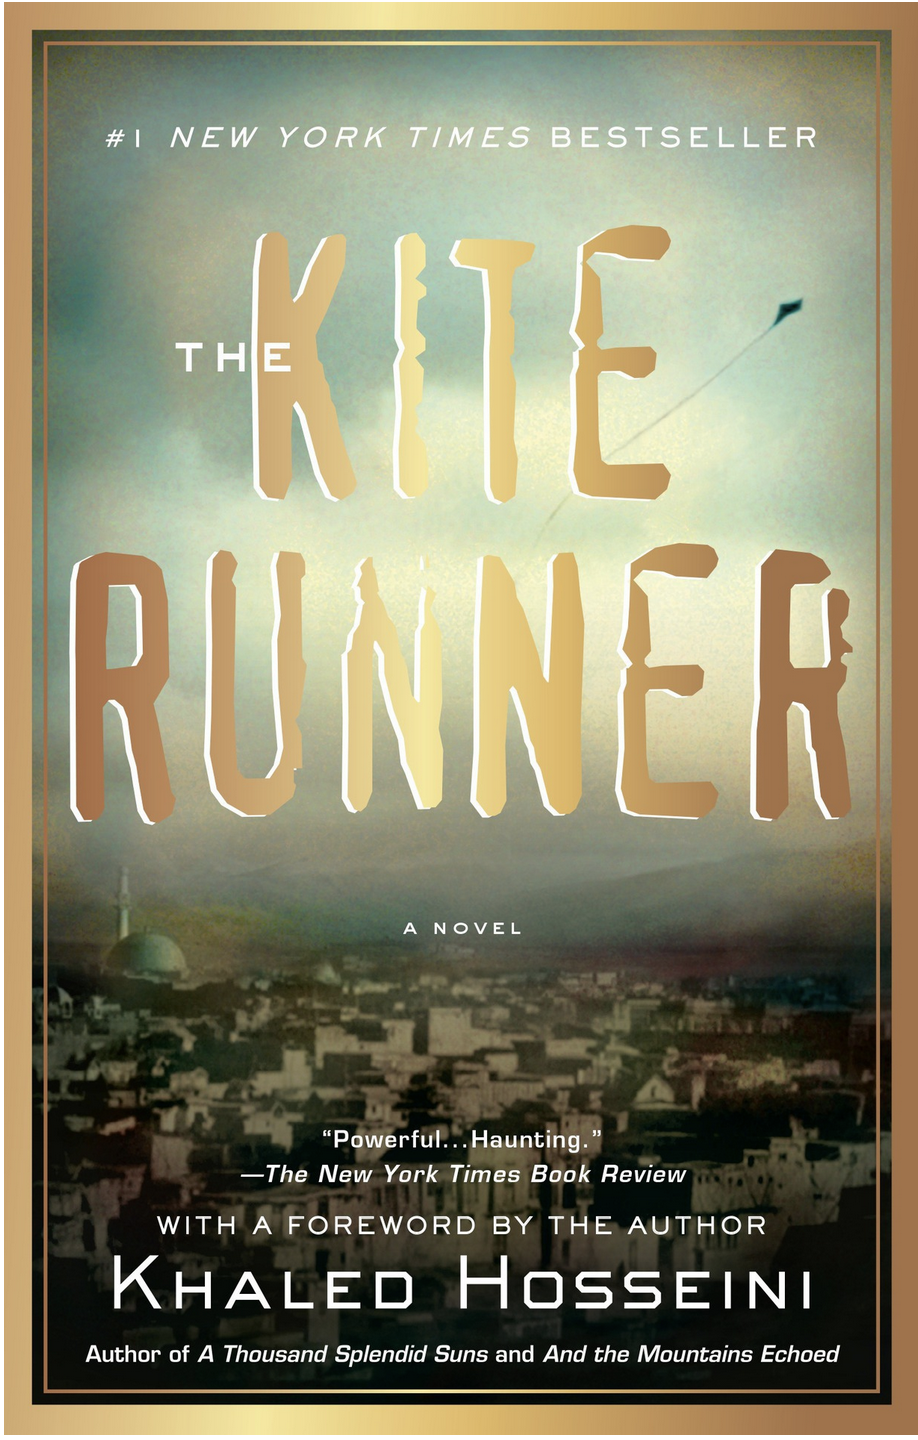 #1 NEW YORK TIMES BESTSELLER
THE KITE
RUNNER
A NOVEL
“Powerful...Haunting.”
—The New York Times Book Review
WITH A FOREWORD BY THE AUTHOR
KHALED HOSSEINI
Author of A Thousand Splendid Suns and And the Mountains Echoed